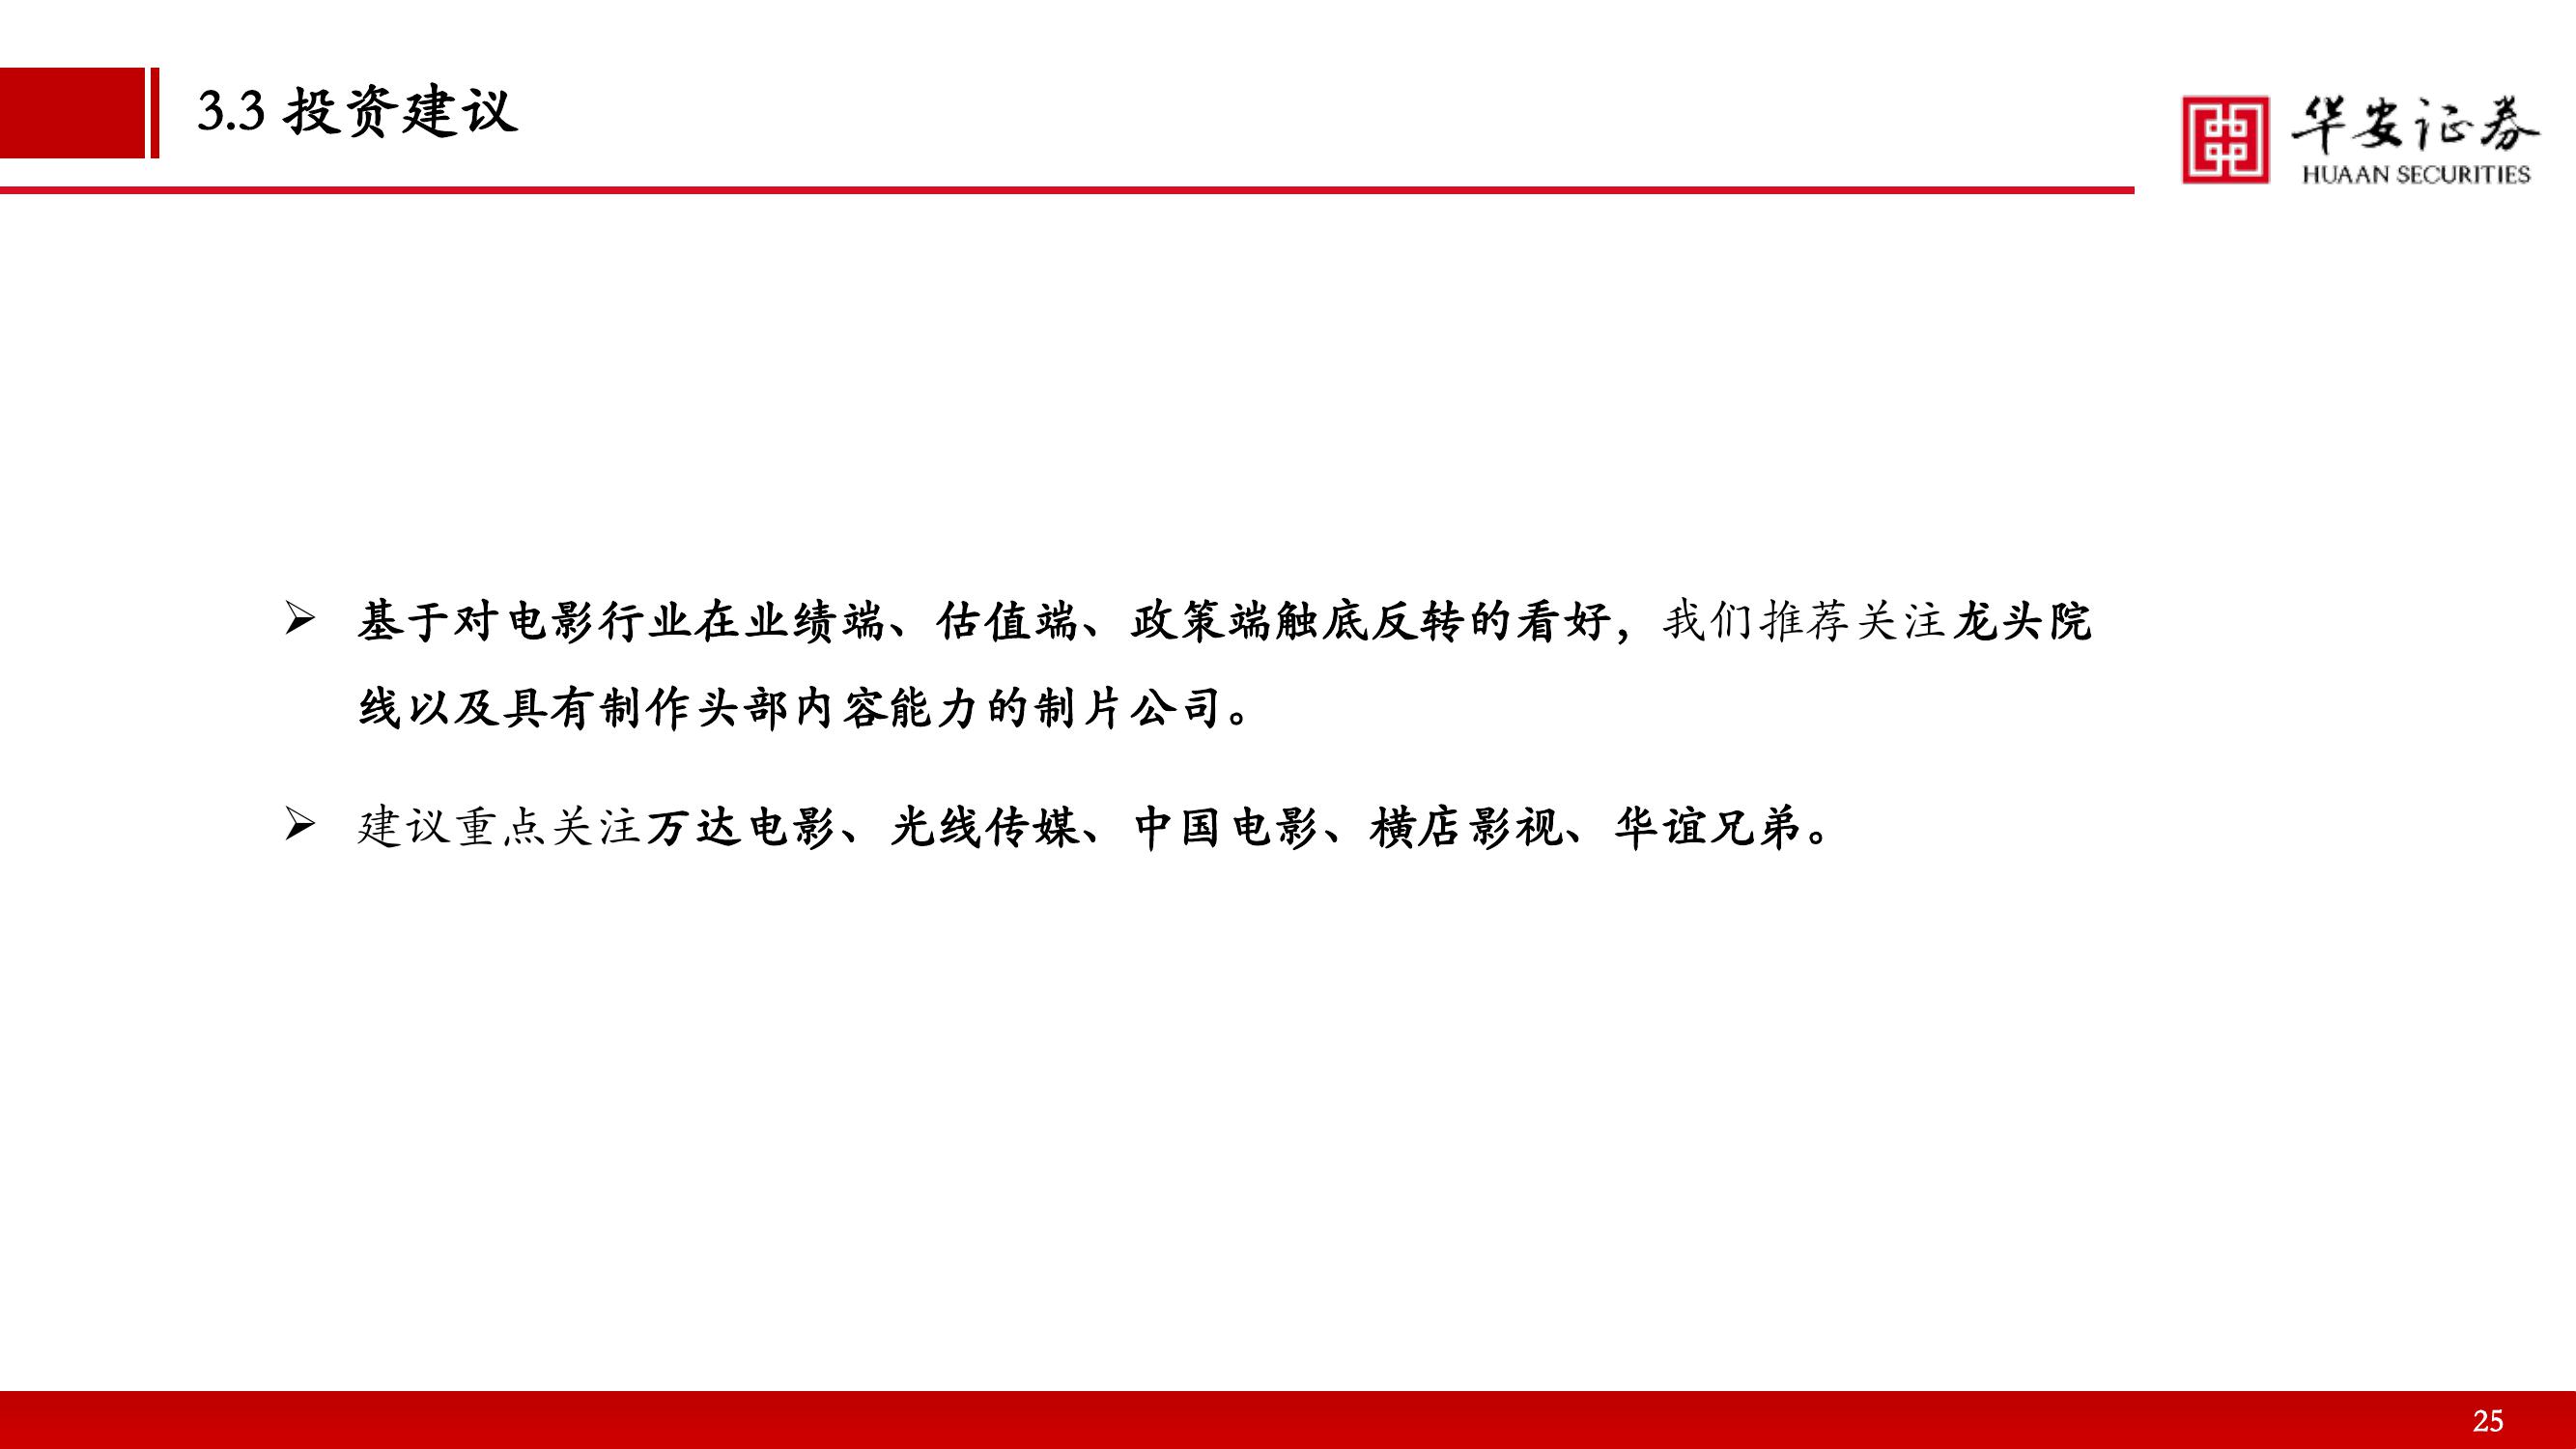 3.3 投资建议
华安证券
HUAAN SECURITIES
➢ 基于对电影行业在业绩端、估值端、政策端触底反转的看好，我们推荐关注龙头院
线以及具有制作头部内容能力的制片公司。
➢ 建议重点关注万达电影、光线传媒、中国电影、横店影视、华谊兄弟。
25